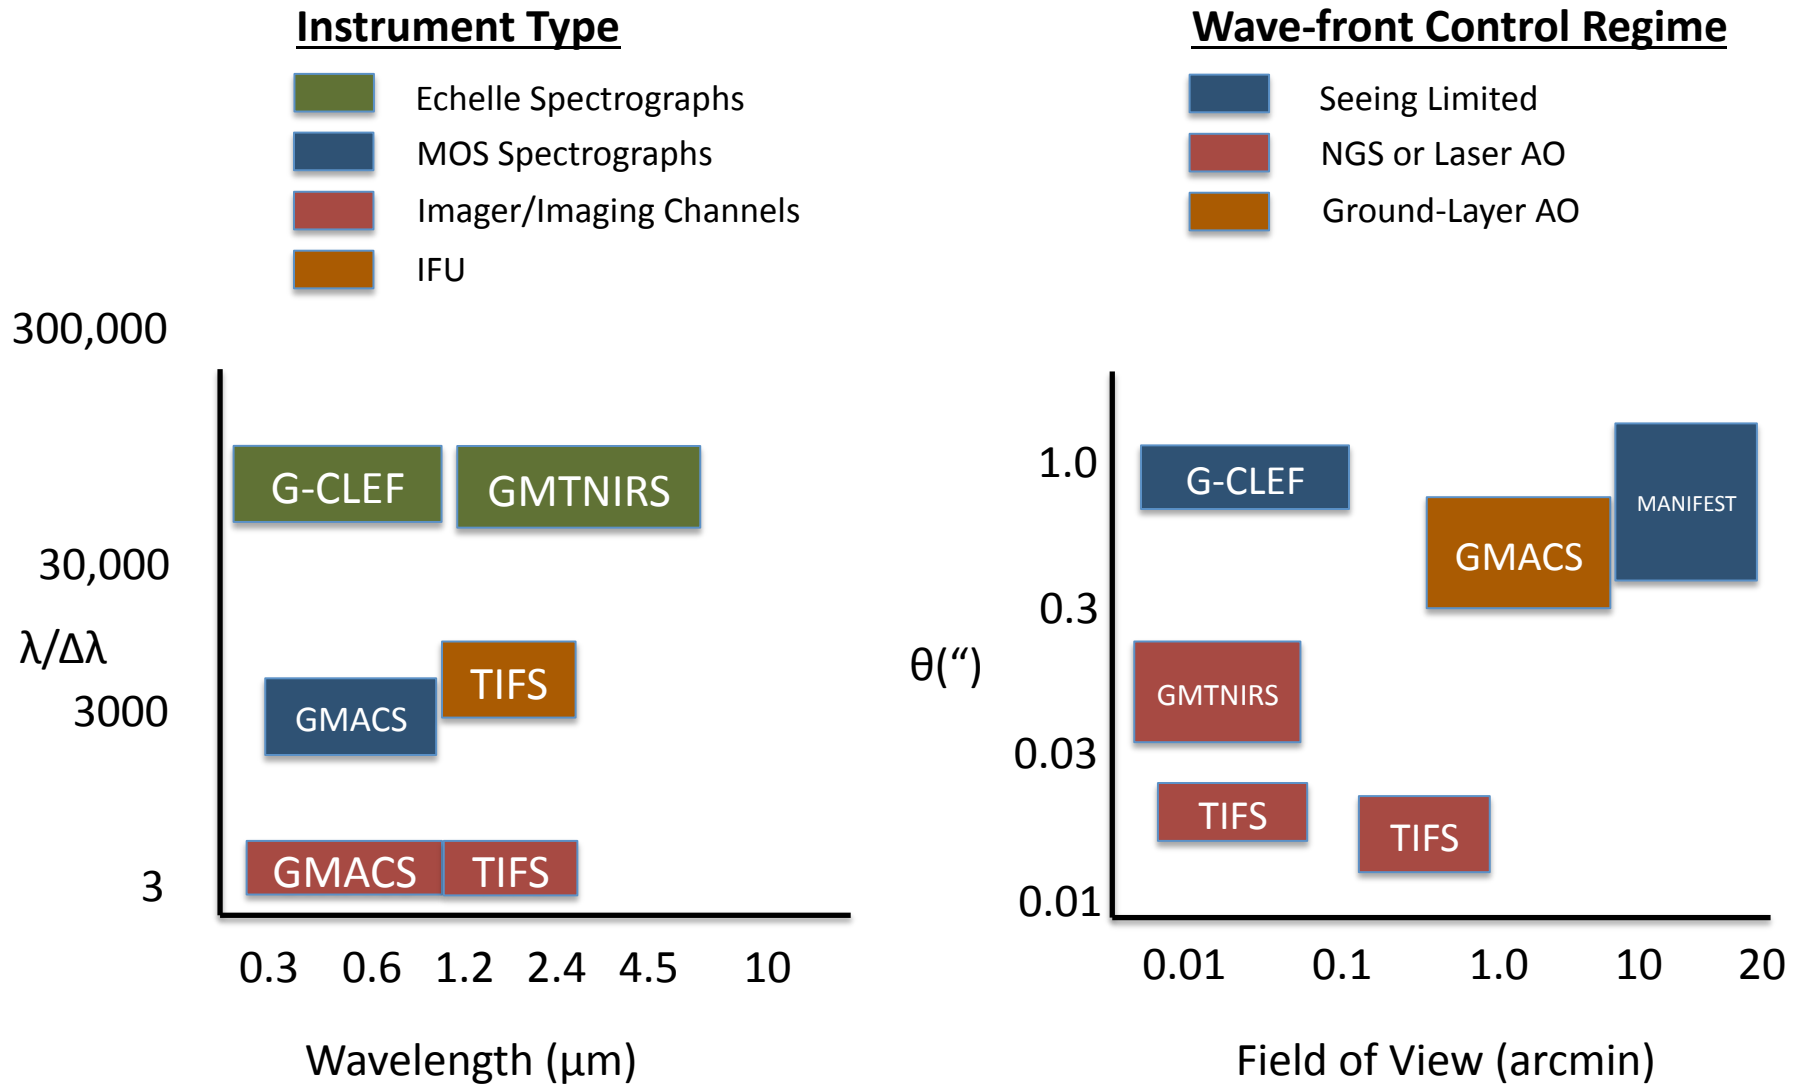 Instrument Type
Echelle Spectrographs
MOS Spectrographs
Imager/Imaging Channels
IFU
300,000
30,000
λ/Δλ
3000
3
G-CLEF
GMTNIRS
TIFS
GMACS
GMACS
TIFS
0.3 0.6 1.2 2.4 4.5 10
Wavelength (μm)
Wave-front Control Regime
Seeing Limited
NGS or Laser AO
Ground-Layer AO
1.0
0.3
θ(“)
0.03
0.01
G-CLEF
MANIFEST
GMACS
GMTNIRS
TIFS
TIFS
0.01 0.1 1.0 10 20
Field of View (arcmin)